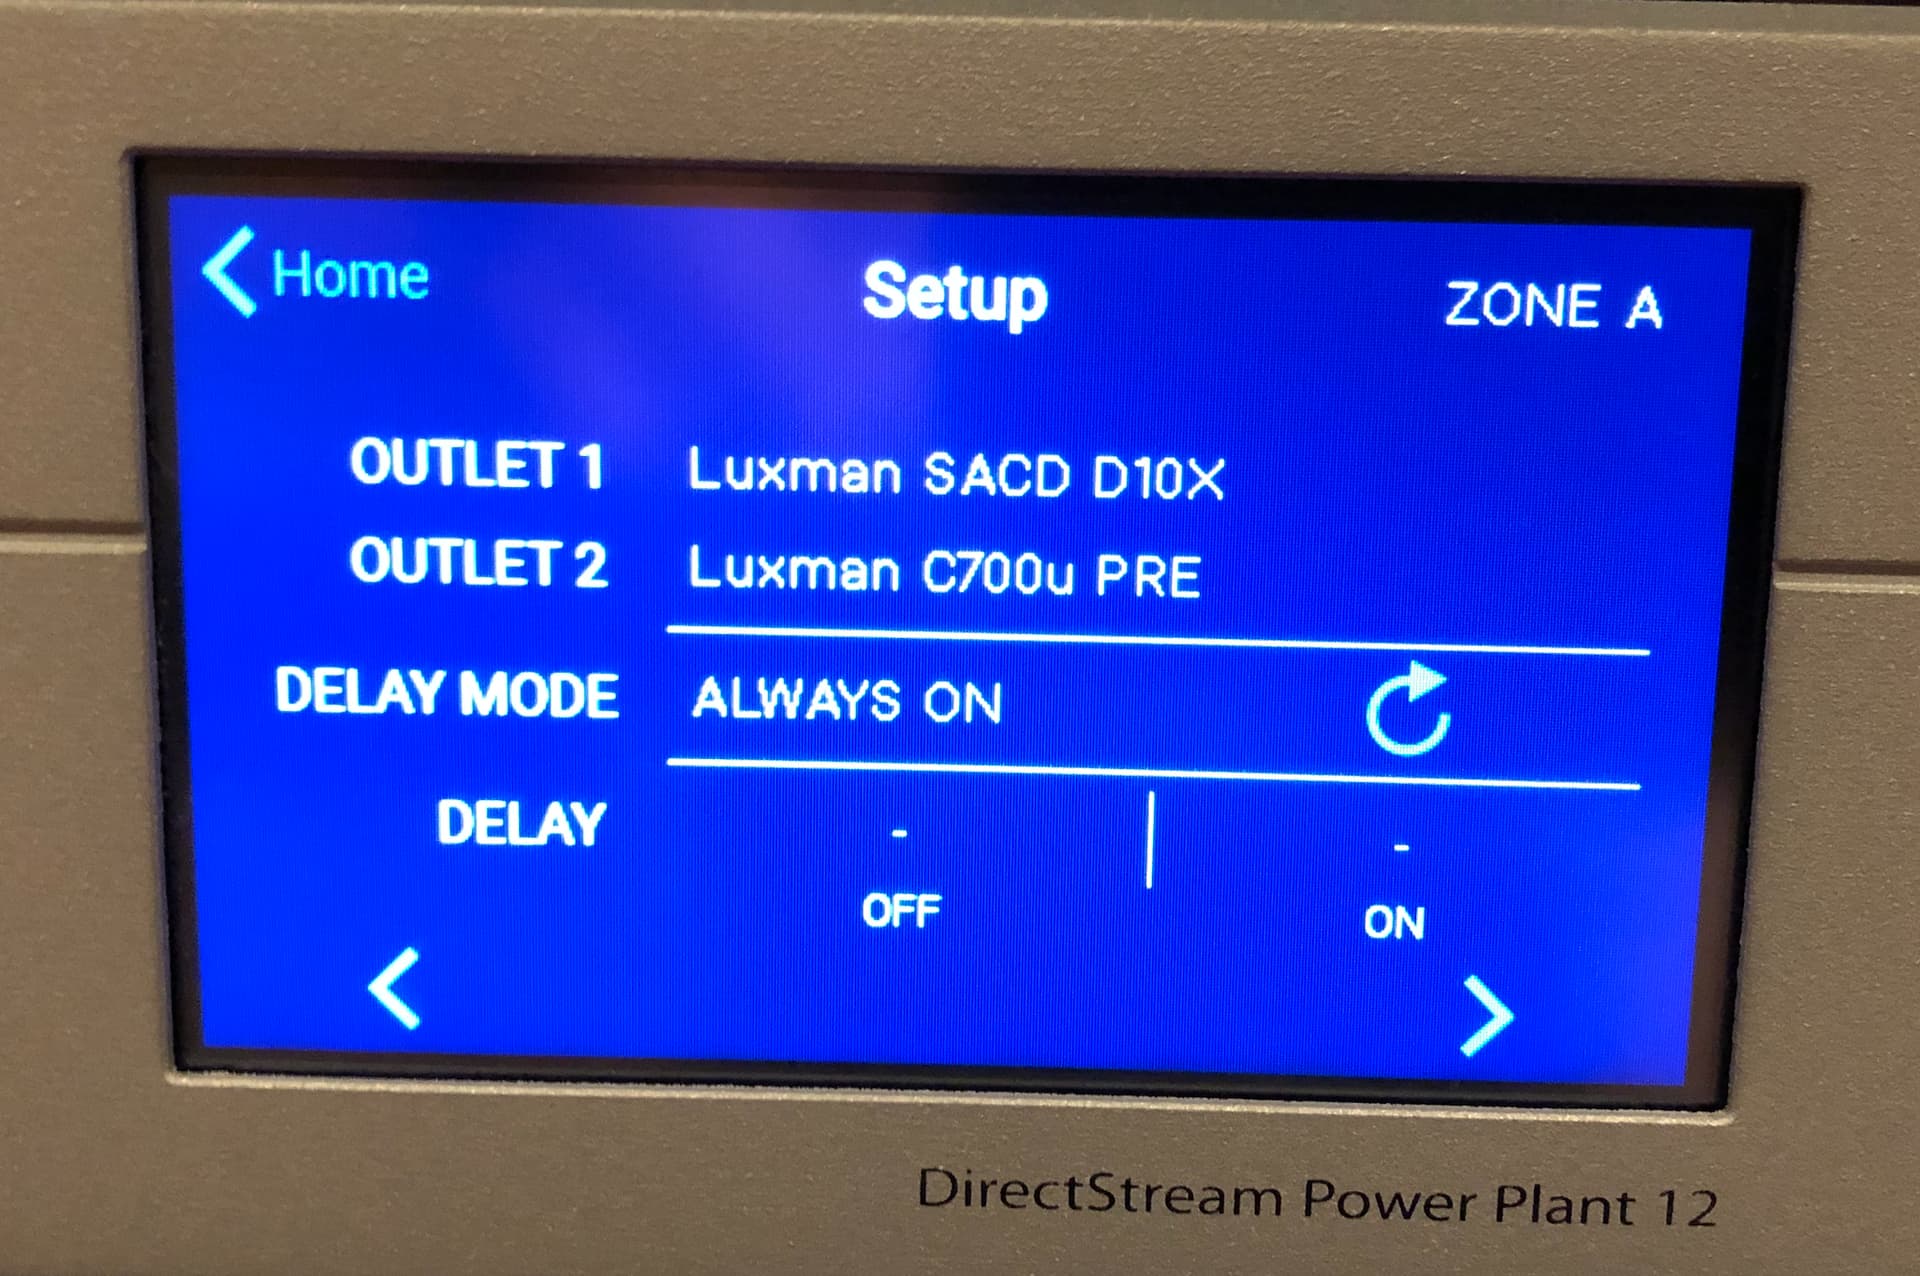 Home Setup ZONE A
OUTLET 1 Luxman SACD D10X
OUTLET 2 Luxman C700u PRE
DELAY MODE ALWAYS ON
DELAY - -
OFF ON
DirectStream Power Plant 12